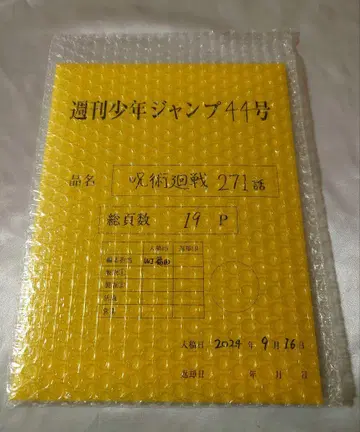 週刊少年ジャンプ44号
品名 呪術廻戦 271話
総頁数 19 P
入稿日 2024年9月16日
年 月 日